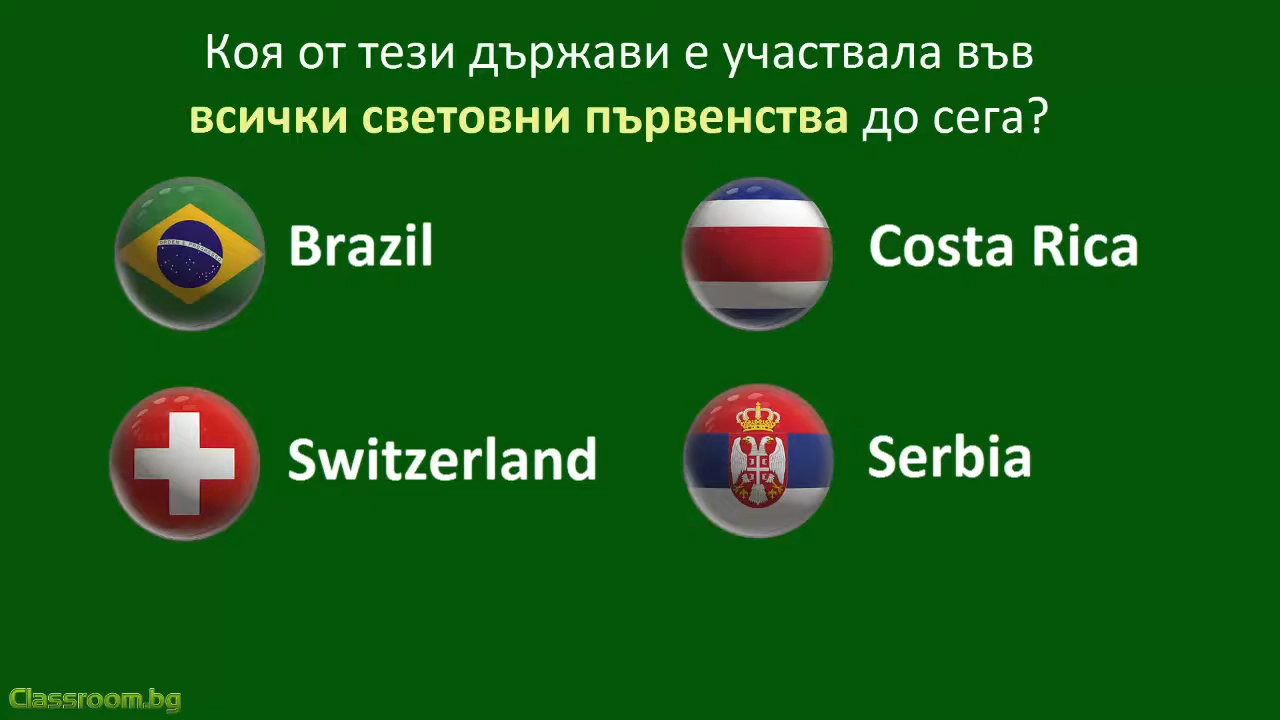 Коя от тези държави е участвала във
всички световни първенства до сега?
Brazil
Costa Rica
Switzerland
Serbia
Classroom.bg